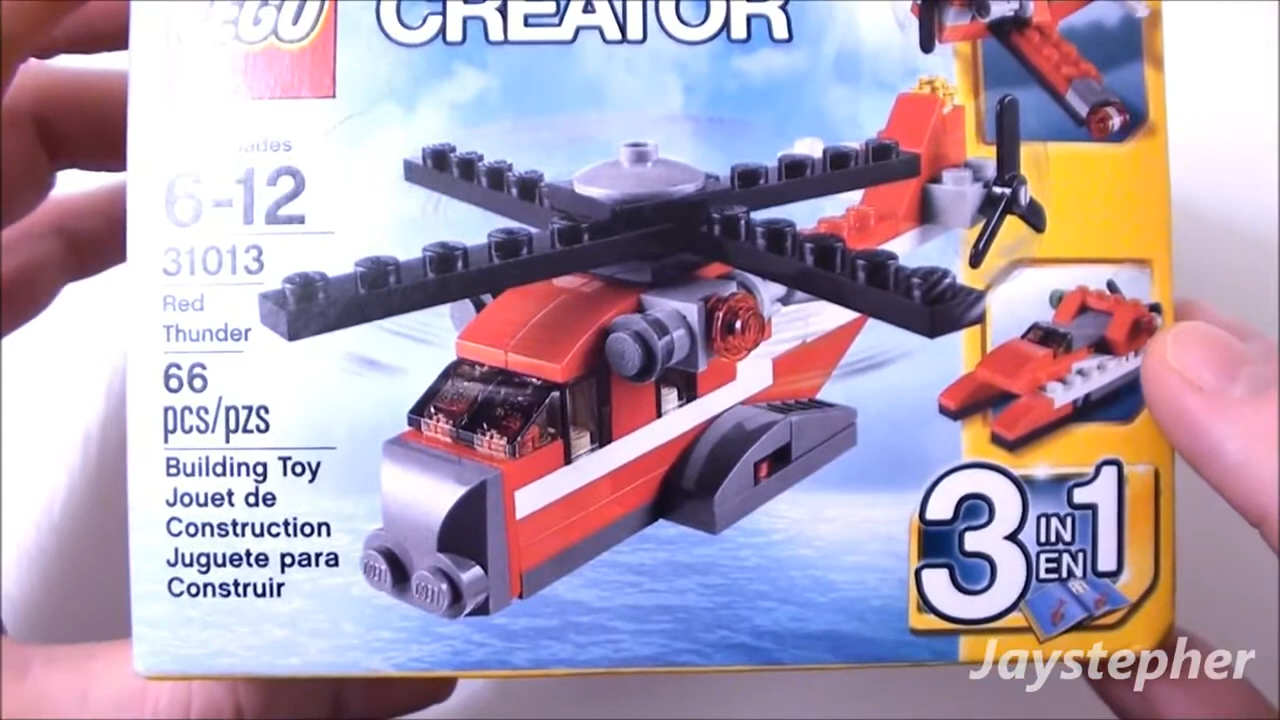 LEGO
CREATOR
6-12
31013
Red
Thunder
66
pcs/pzs
Building Toy
Jouet de
Construction
Juguete para
Construir
3 IN 1
EN
Jaystepher